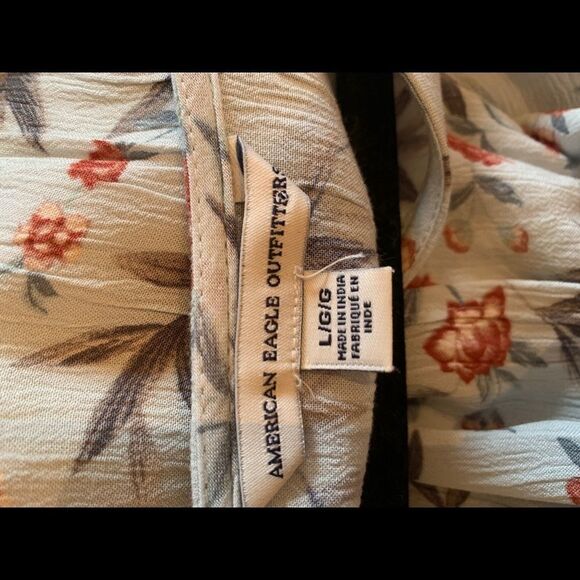 AMERICAN EAGLE OUTFITTERS
L/G/G
MADE IN INDIA
FABRIQUÉ EN
INDE